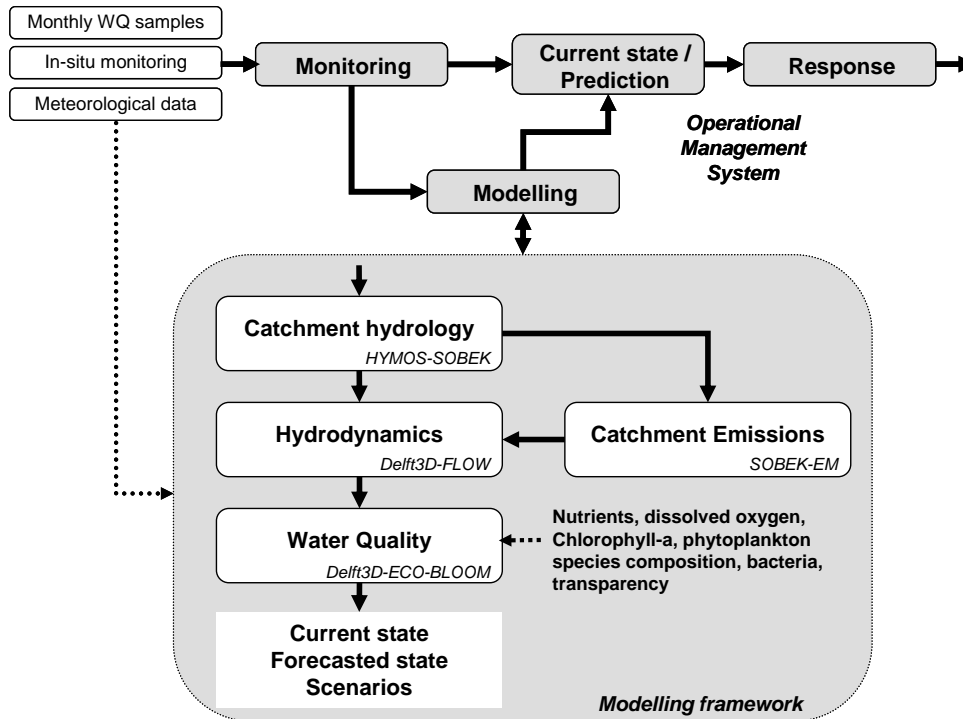 Monthly WQ samples
In-situ monitoring
Meteorological data
Monitoring
Current state /
Prediction
Response
Operational
Management
System
Modelling
Catchment hydrology
HYMOS-SOBEK
Hydrodynamics
Delft3D-FLOW
Catchment Emissions
SOBEK-EM
Water Quality
Delft3D-ECO-BLOOM
Nutrients, dissolved oxygen,
Chlorophyll-a, phytoplankton
species composition, bacteria,
transparency
Current state
Forecasted state
Scenarios
Modelling framework